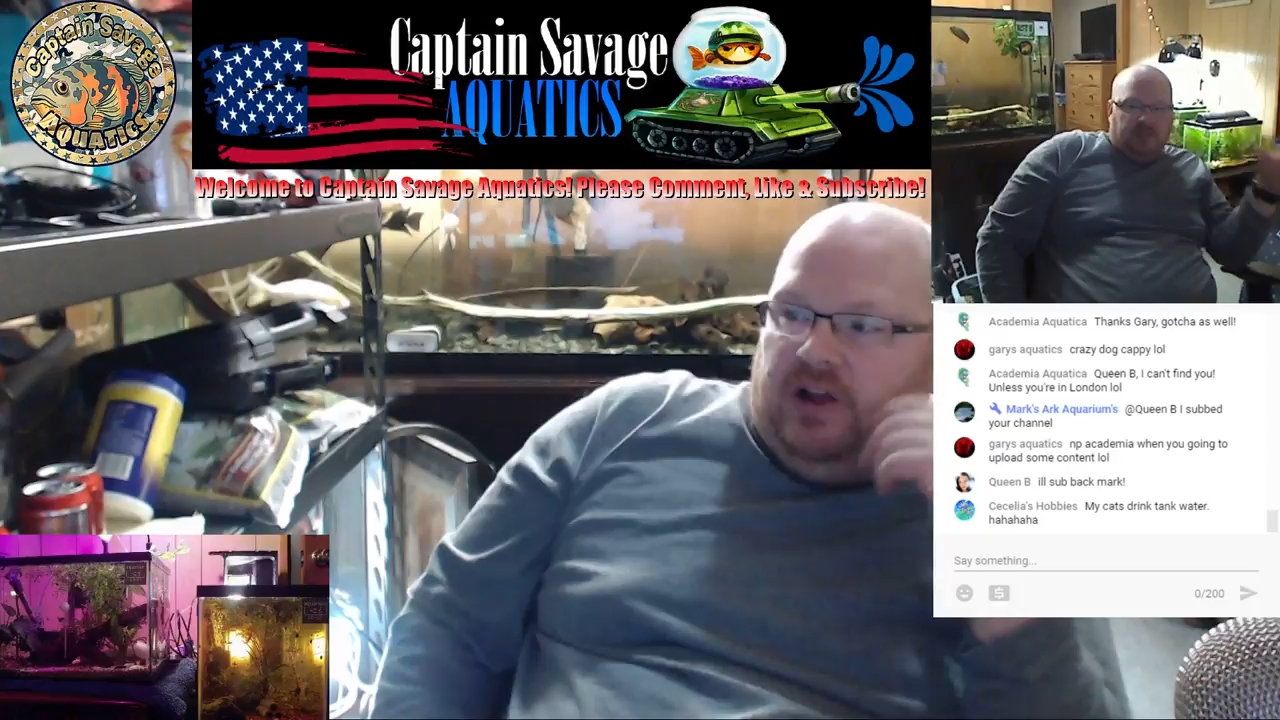 Captain Savage
AQUATICS
Captain Savage
AQUATICS
Welcome to Captain Savage Aquatics! Please Comment, Like & Subscribe!
Academia Aquatica Thanks Gary, gotcha as well!
garys aquatics crazy dog cappy lol
Academia Aquatica Queen B, I can't find you!
Unless you're in London lol
Mark's Ark Aquarium's @Queen B I subbed
your channel
garys aquatics np academia when you going to
upload some content lol
Queen B ill sub back mark!
Cecelia's Hobbies My cats drink tank water.
hahahaha
Say something...
0/200